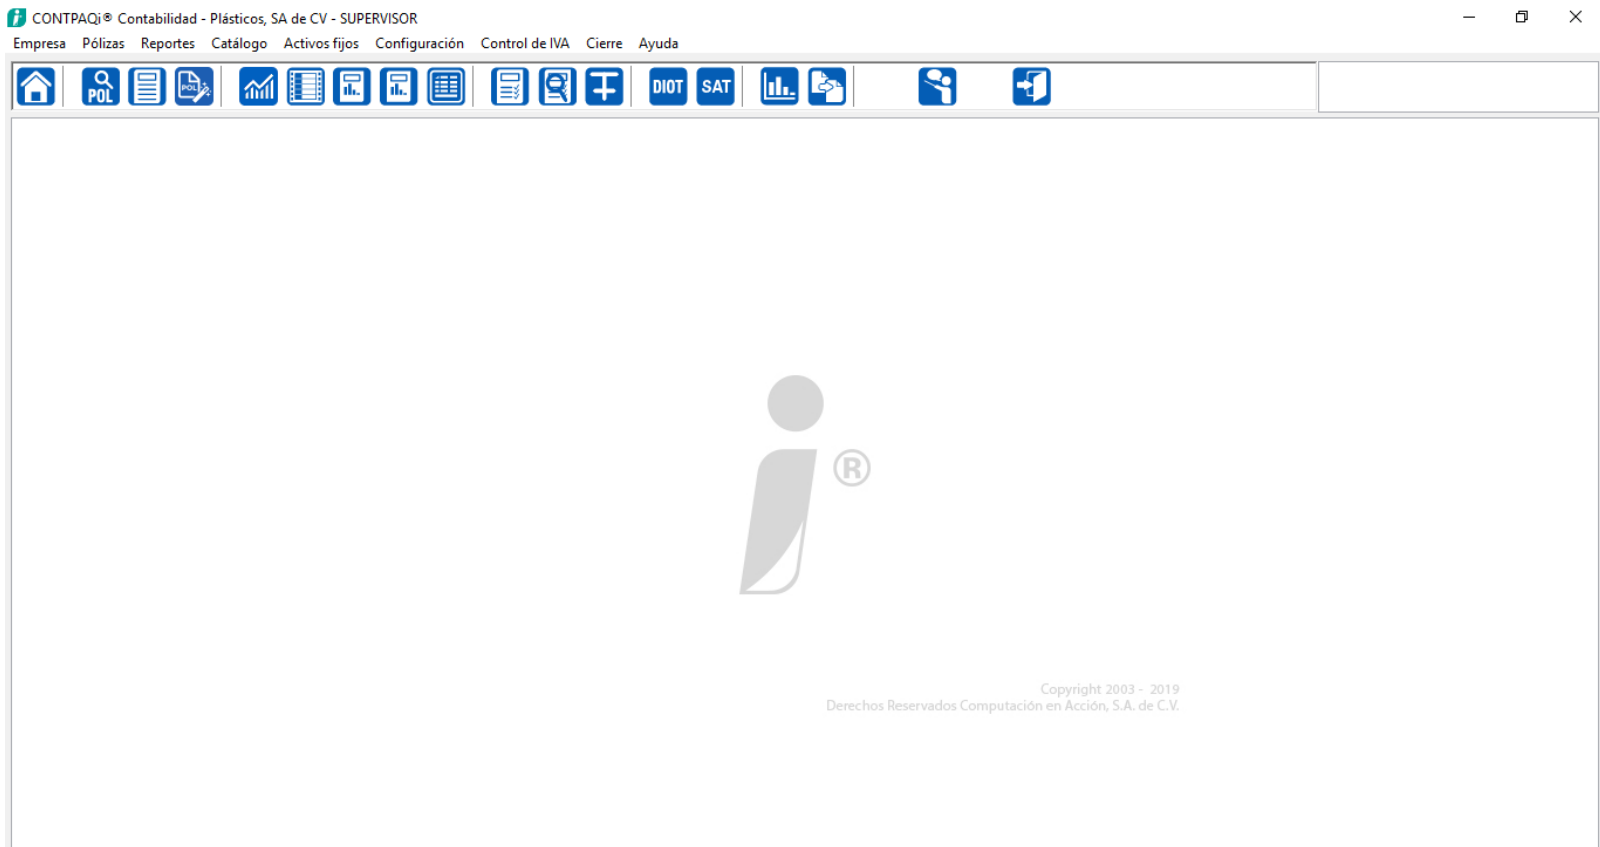 CONTPAQi® Contabilidad - Plásticos, SA de CV - SUPERVISOR
Empresa Pólizas Reportes Catálogo Activos fijos Configuración Control de IVA Cierre Ayuda
POL POL DIOT SAT
®
Copyright 2003 - 2019
Derechos Reservados Computación en Acción, S.A. de C.V.